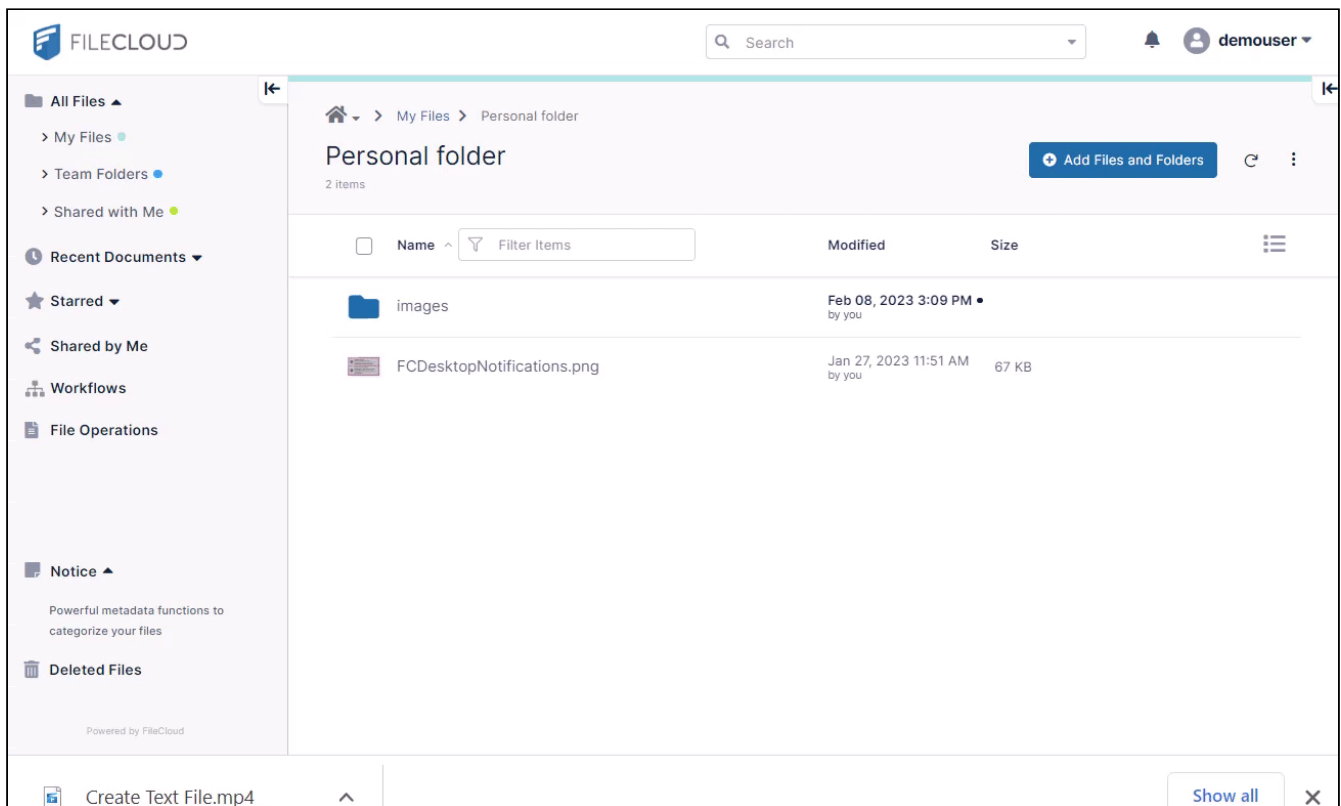 FILECLOUD
Search
demouser
All Files
My Files
Team Folders
Shared with Me
Recent Documents
Starred
Shared by Me
Workflows
File Operations
Notice
Powerful metadata functions to
categorize your files
Deleted Files
Powered by FileCloud
My Files > Personal folder
Personal folder
2 items
Add Files and Folders
Name Filter Items Modified Size
images Feb 08, 2023 3:09 PM
by you
FCDesktopNotifications.png Jan 27, 2023 11:51 AM 67 KB
by you
Create Text File.mp4
Show all